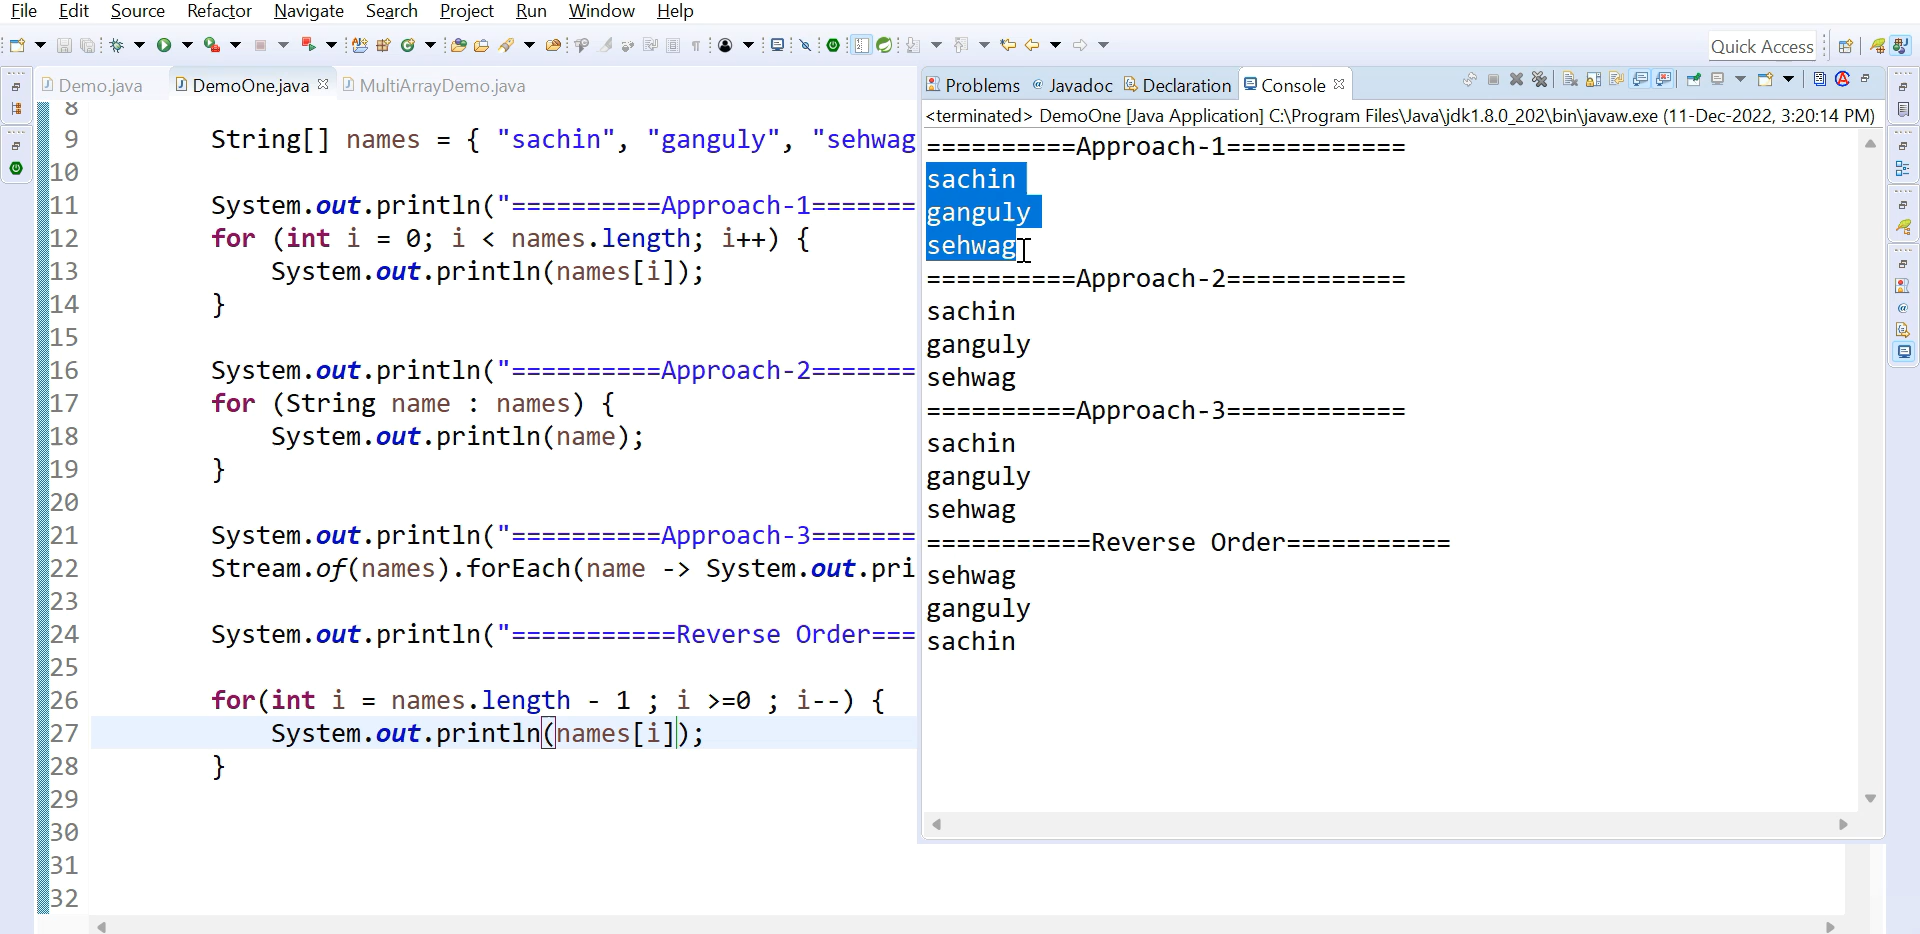 File Edit Source Refactor Navigate Search Project Run Window Help
Quick Access
Demo.java DemoOne.java MultiArrayDemo.java
8
9 String[] names = { "sachin", "ganguly", "sehwag
10
11 System.out.println("==========Approach-1=======
12 for (int i = 0; i < names.length; i++) {
13 System.out.println(names[i]);
14 }
15
16 System.out.println("==========Approach-2=======
17 for (String name : names) {
18 System.out.println(name);
19 }
20
21 System.out.println("==========Approach-3=======
22 Stream.of(names).forEach(name -> System.out.pri
23
24 System.out.println("===========Reverse Order===
25
26 for(int i = names.length - 1 ; i >=0 ; i--) {
27 System.out.println(names[i]);
28 }
29
30
31
32
Problems @ Javadoc Declaration Console
<terminated> DemoOne [Java Application] C:\Program Files\Java\jdk1.8.0_202\bin\javaw.exe (11-Dec-2022, 3:20:14 PM)
==========Approach-1============
sachin
ganguly
sehwag
==========Approach-2============
sachin
ganguly
sehwag
==========Approach-3============
sachin
ganguly
sehwag
===========Reverse Order===========
sehwag
ganguly
sachin